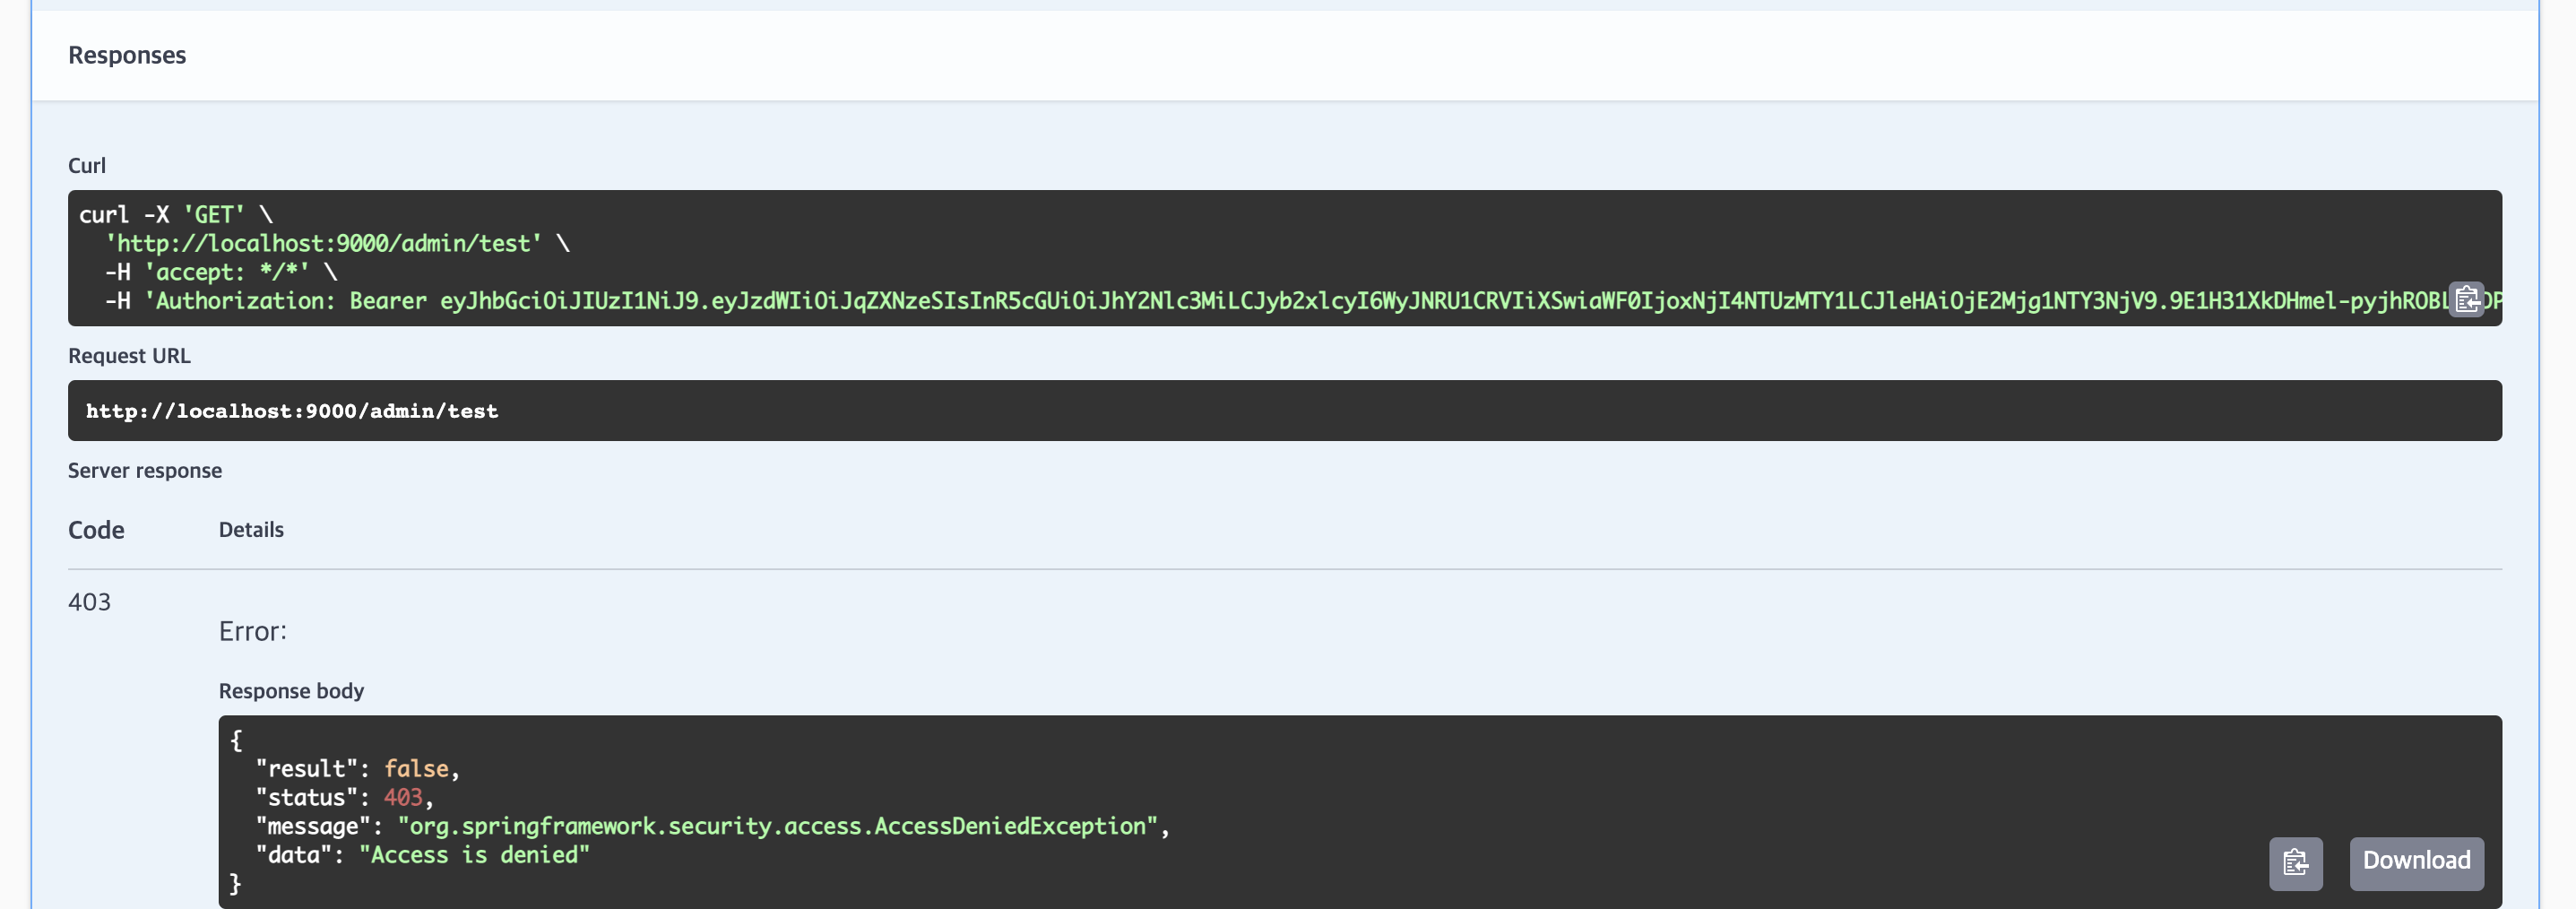 Responses
Curl
curl -X 'GET' \
'http://localhost:9000/admin/test' \
-H 'accept: */*' \
-H 'Authorization: Bearer eyJhbGciOiJIUzI1NiJ9.eyJzdWIiOiJqZXNzeSIsInR5cGUiOiJhY2Nlc3MiLCJyb2xlcyI6WyJNRU1CRVIiXSwiaWF0IjoxNjI4NTUzMTY1LCJleHAiOjE2Mjg1NTY3NjV9.9E1H31XkDHmel-pyjhROBL
Request URL
http://localhost:9000/admin/test
Server response
Code Details
403
Error:
Response body
{
"result": false,
"status": 403,
"message": "org.springframework.security.access.AccessDeniedException",
"data": "Access is denied"
}
Download